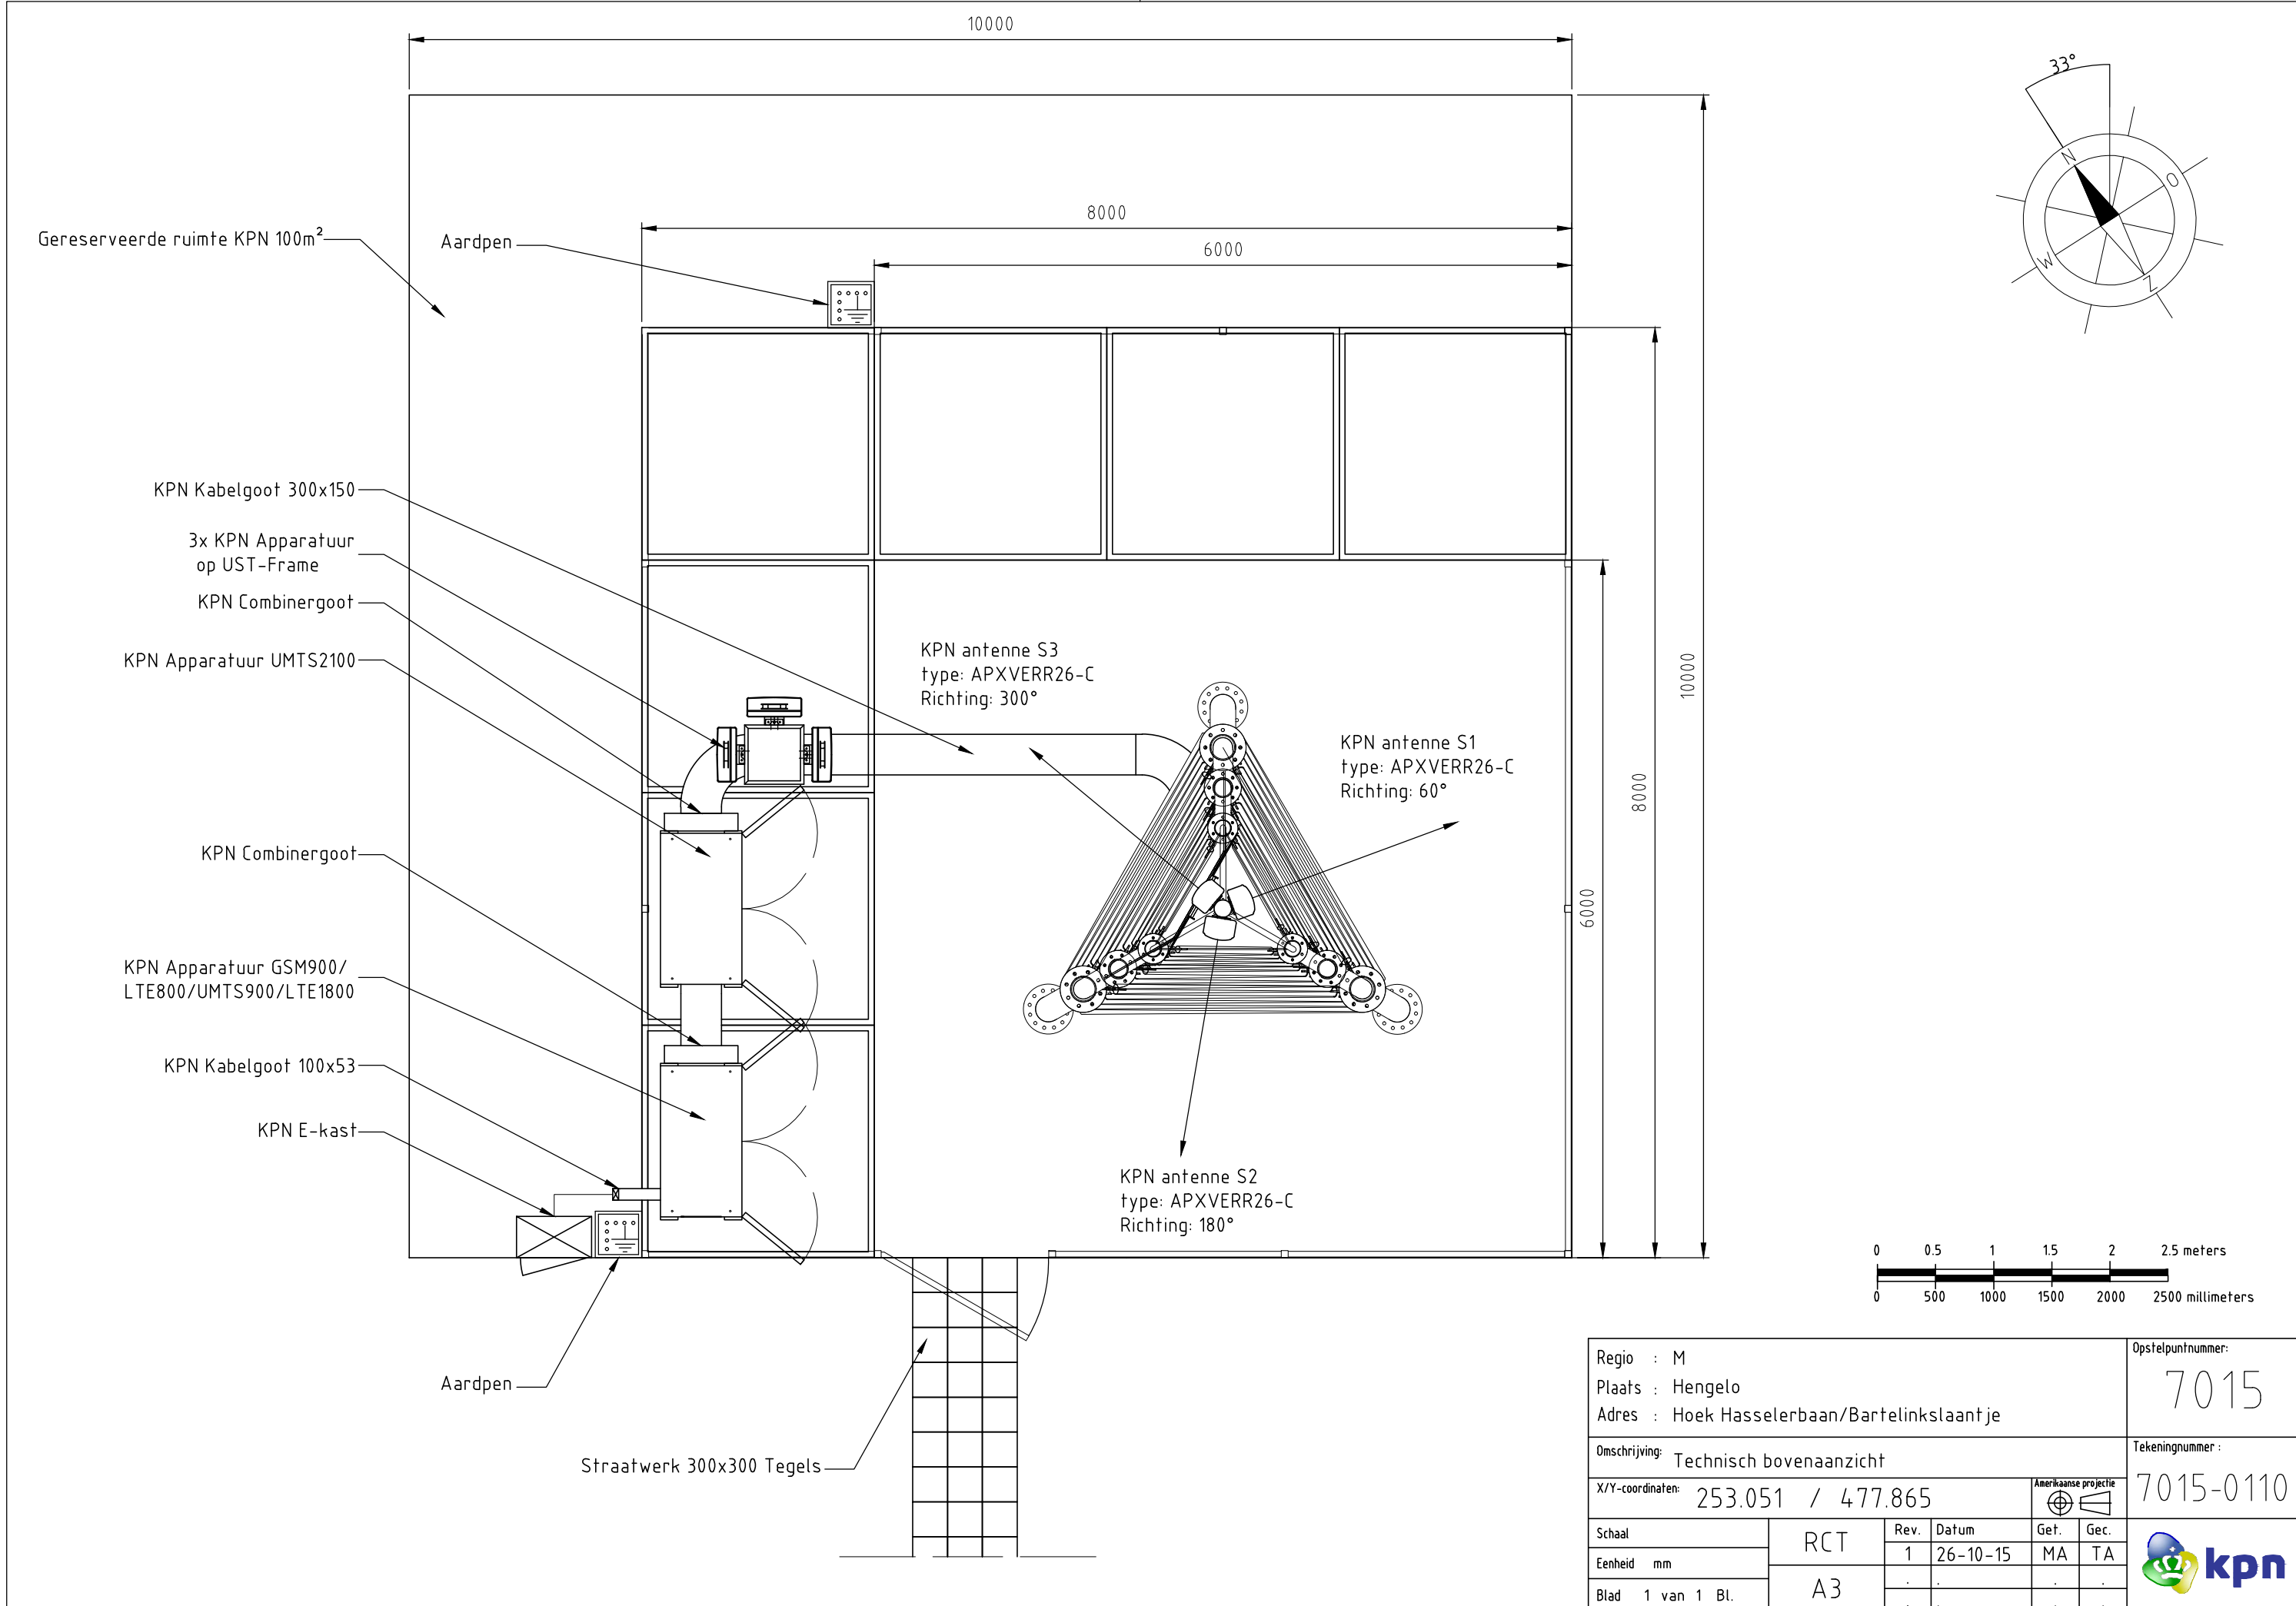 10000
33°
N
O
W
Z
8000
6000
Gereserveerde ruimte KPN 100m²
Aardpen
KPN Kabelgoot 300x150
3x KPN Apparatuur
op UST-Frame
KPN Combinergoot
KPN Apparatuur UMTS2100
KPN antenne S3
type: APXVERR26-C
Richting: 300°
KPN antenne S1
type: APXVERR26-C
Richting: 60°
10000
8000
6000
KPN Combinergoot
KPN Apparatuur GSM900/
LTE800/UMTS900/LTE1800
KPN Kabelgoot 100x53
KPN E-kast
KPN antenne S2
type: APXVERR26-C
Richting: 180°
Aardpen
Straatwerk 300x300 Tegels
0 0.5 1 1.5 2 2.5 meters
0 500 1000 1500 2000 2500 millimeters
Regio : M
Plaats : Hengelo
Adres : Hoek Hasselerbaan/Bartelinkslaantje
Opstelpuntnummer:
7015
Omschrijving: Technisch bovenaanzicht
Tekeningnummer :
7015-0110
X/Y-coordinaten: 253.051 / 477.865
Amerikaanse projectie
Schaal
RCT
Rev. Datum Get. Gec.
1 26-10-15 MA TA
Eenheid mm
Blad 1 van 1 Bl.
A3
kpn